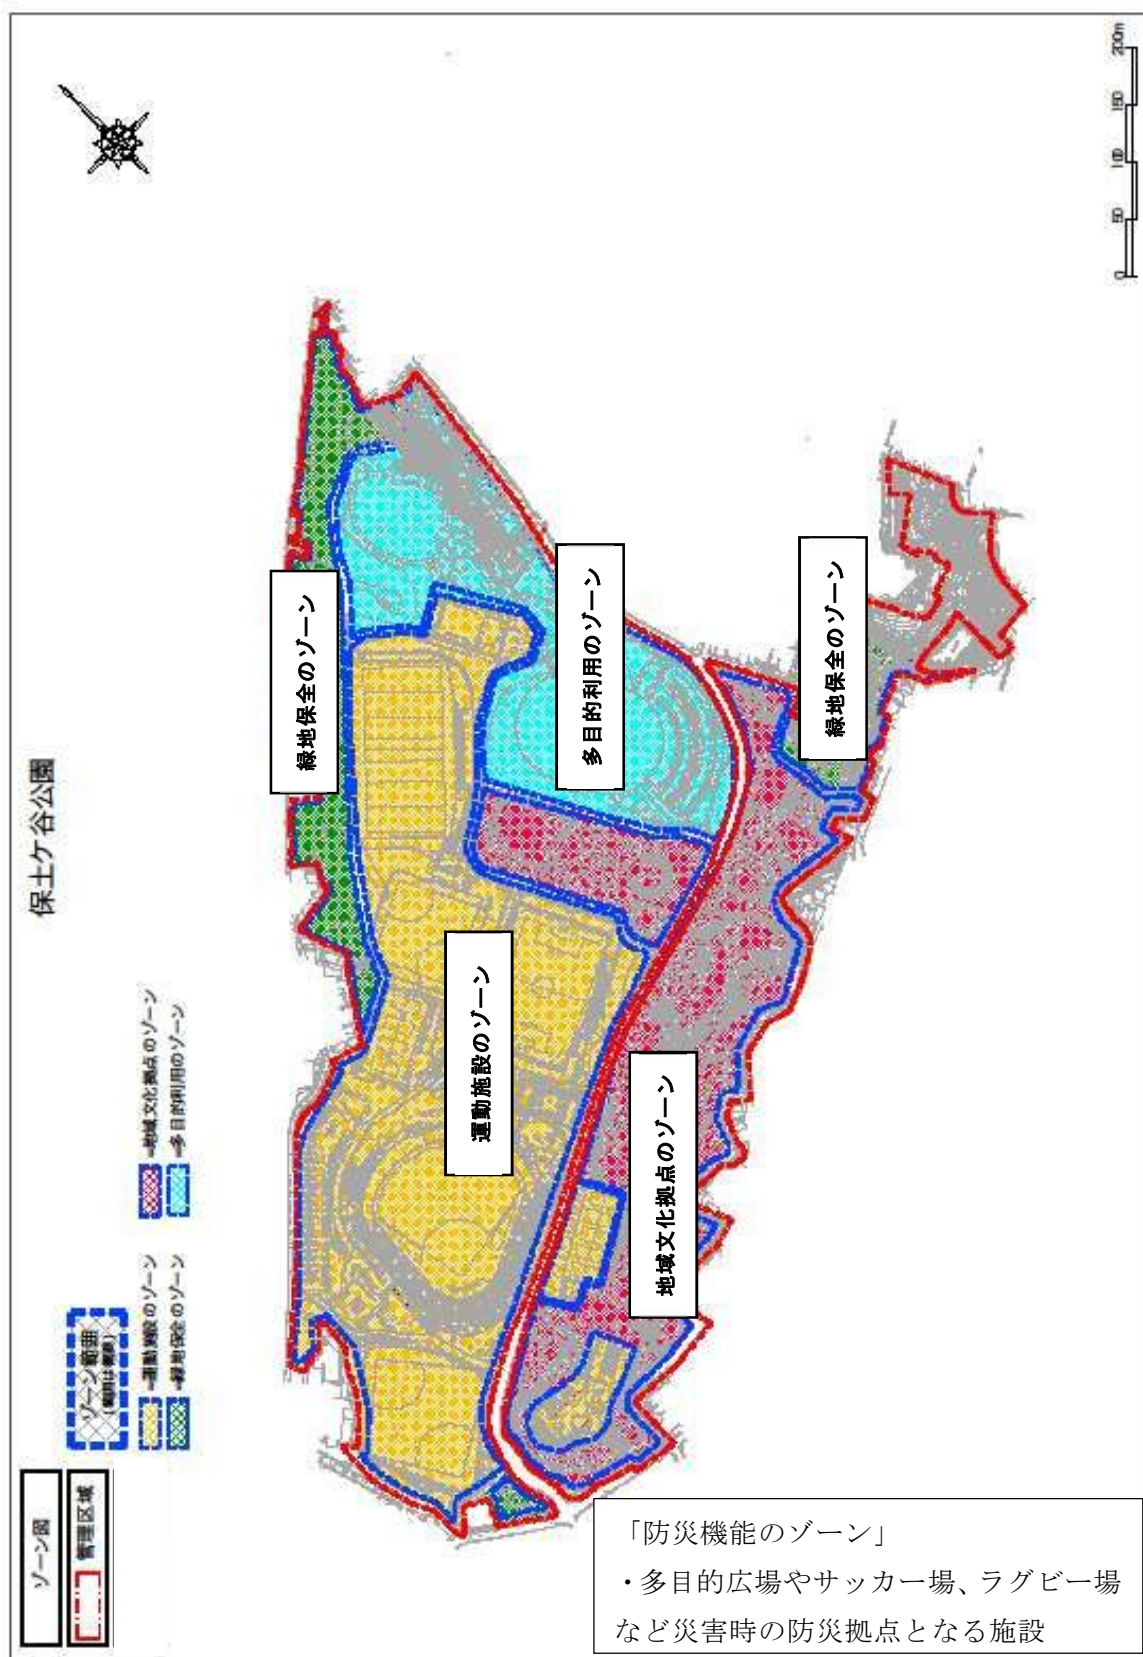 ゾーン図
管理区域
ゾーン範囲
=運動施設のゾーン
=緑地保全のゾーン
=地域文化拠点のゾーン
=多目的利用のゾーン
保土ケ谷公園
0 50 100 150 200m
緑地保全のゾーン
運動施設のゾーン
多目的利用のゾーン
地域文化拠点のゾーン
緑地保全のゾーン
「防災機能のゾーン」
・多目的広場やサッカー場、ラグビー場
など災害時の防災拠点となる施設